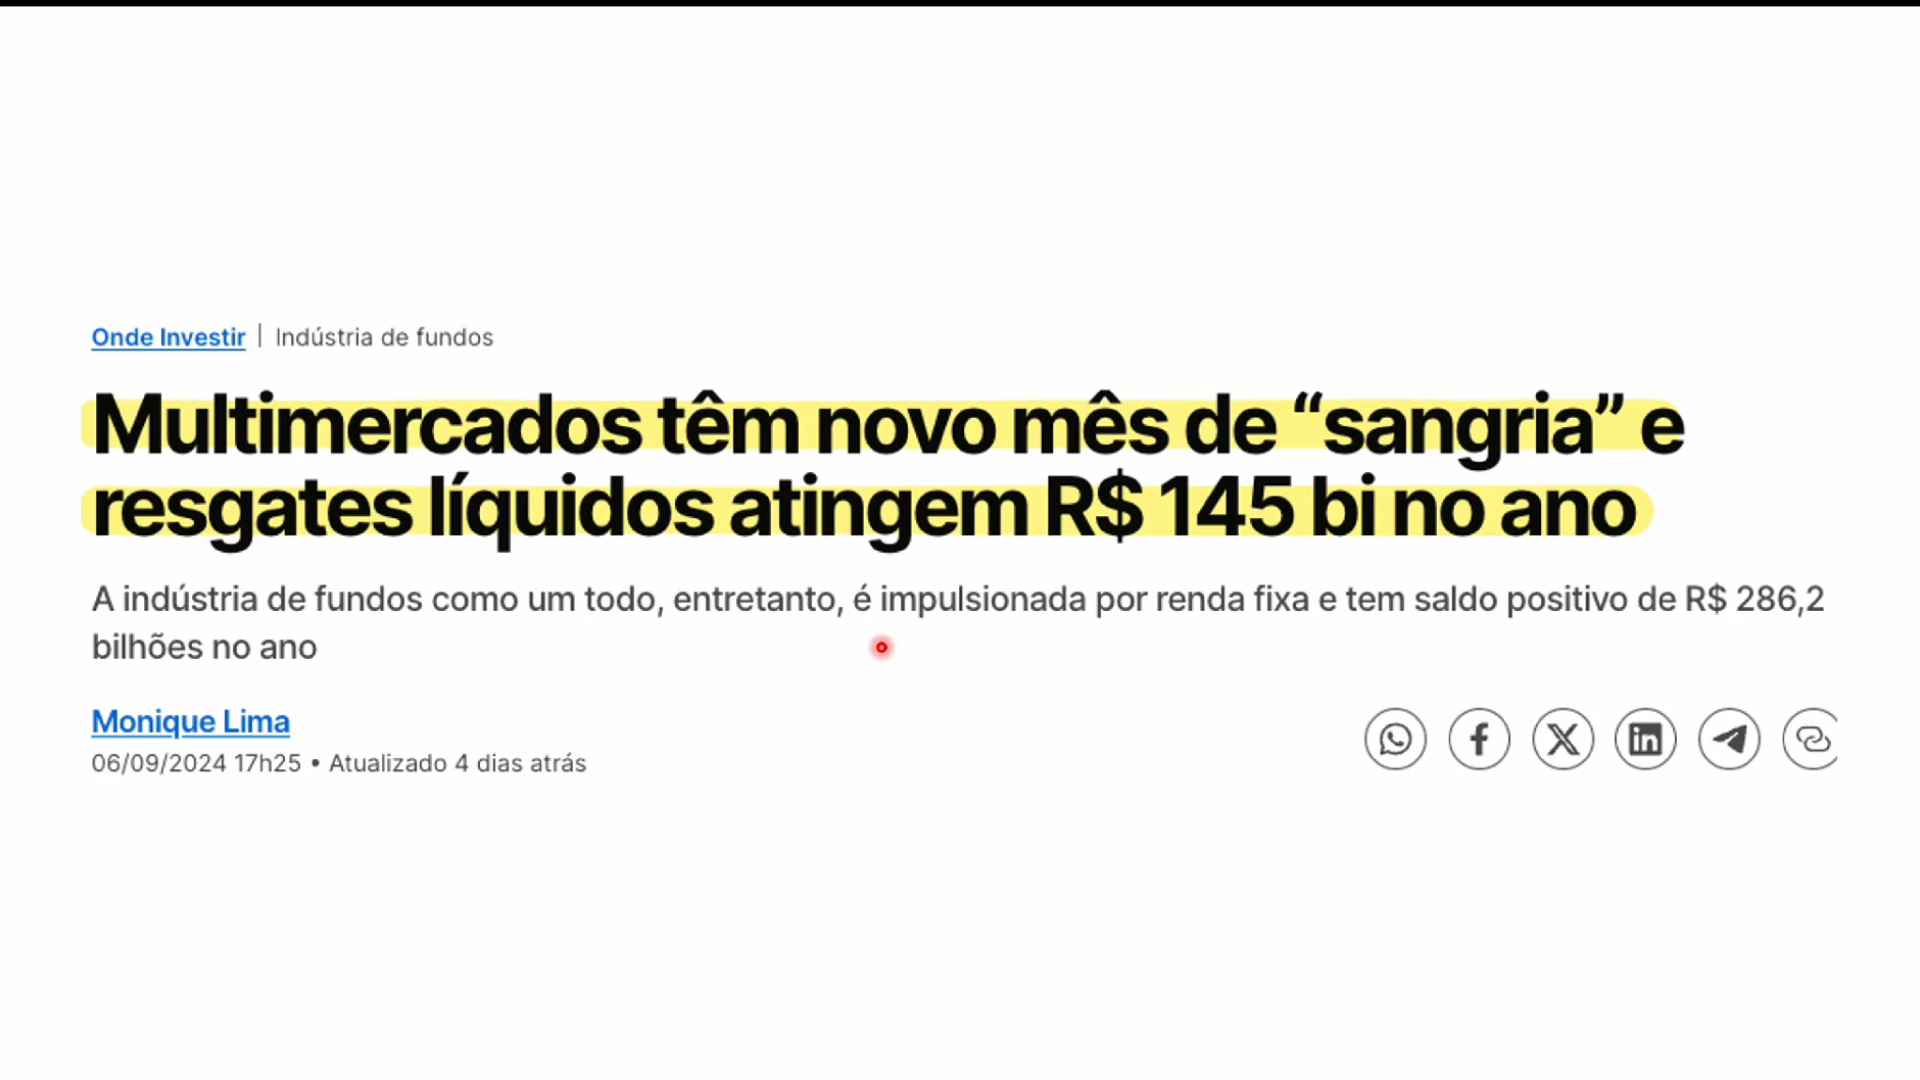 Onde Investir | Indústria de fundos
Multimercados têm novo mês de “sangria” e
resgates líquidos atingem R$ 145 bi no ano
A indústria de fundos como um todo, entretanto, é impulsionada por renda fixa e tem saldo positivo de R$ 286,2
bilhões no ano
Monique Lima
06/09/2024 17h25 • Atualizado 4 dias atrás